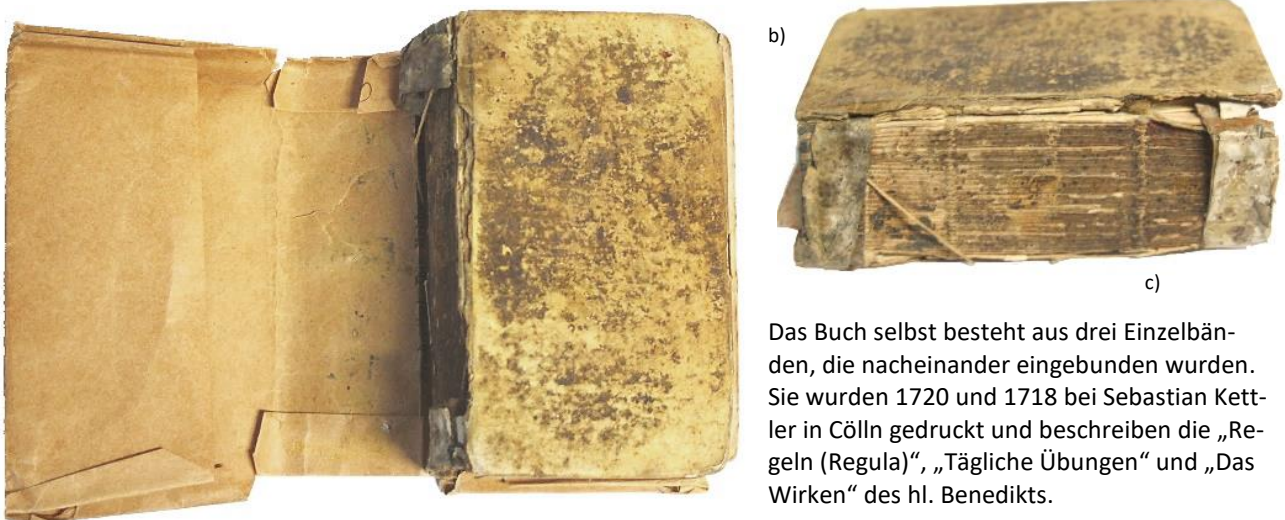 b)
c)
Das Buch selbst besteht aus drei Einzelbän-
den, die nacheinander eingebunden wurden.
Sie wurden 1720 und 1718 bei Sebastian Kett-
ler in Cölln gedruckt und beschreiben die „Re-
geln (Regula)“, „Tägliche Übungen“ und „Das
Wirken“ des hl. Benedikts.